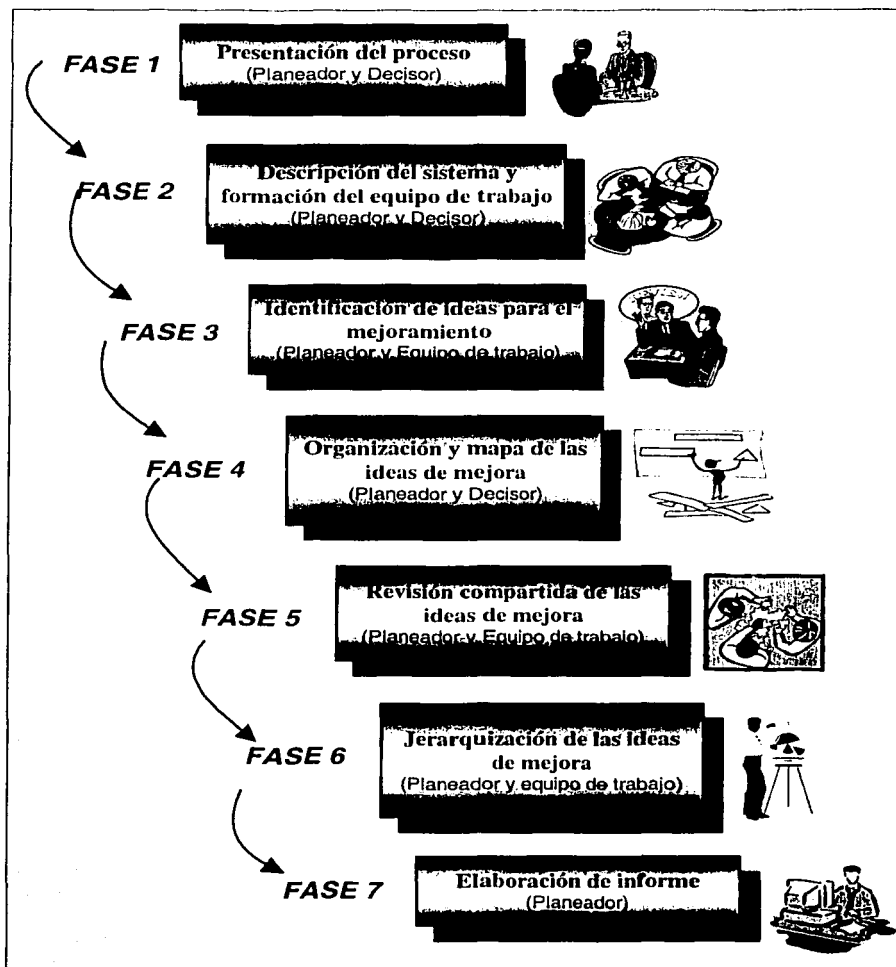 FASE 1
Presentación del proceso
(Planeador y Decisor)
FASE 2
Descripción del sistema y
formación del equipo de trabajo
(Planeador y Decisor)
FASE 3
Identificación de ideas para el
mejoramiento
(Planeador y Equipo de trabajo)
FASE 4
Organización y mapa de las
ideas de mejora
(Planeador y Decisor)
FASE 5
Revisión compartida de las
ideas de mejora
(Planeador y Equipo de trabajo)
FASE 6
Jerarquización de las ideas
de mejora
(Planeador y equipo de trabajo)
FASE 7
Elaboración de informe
(Planeador)